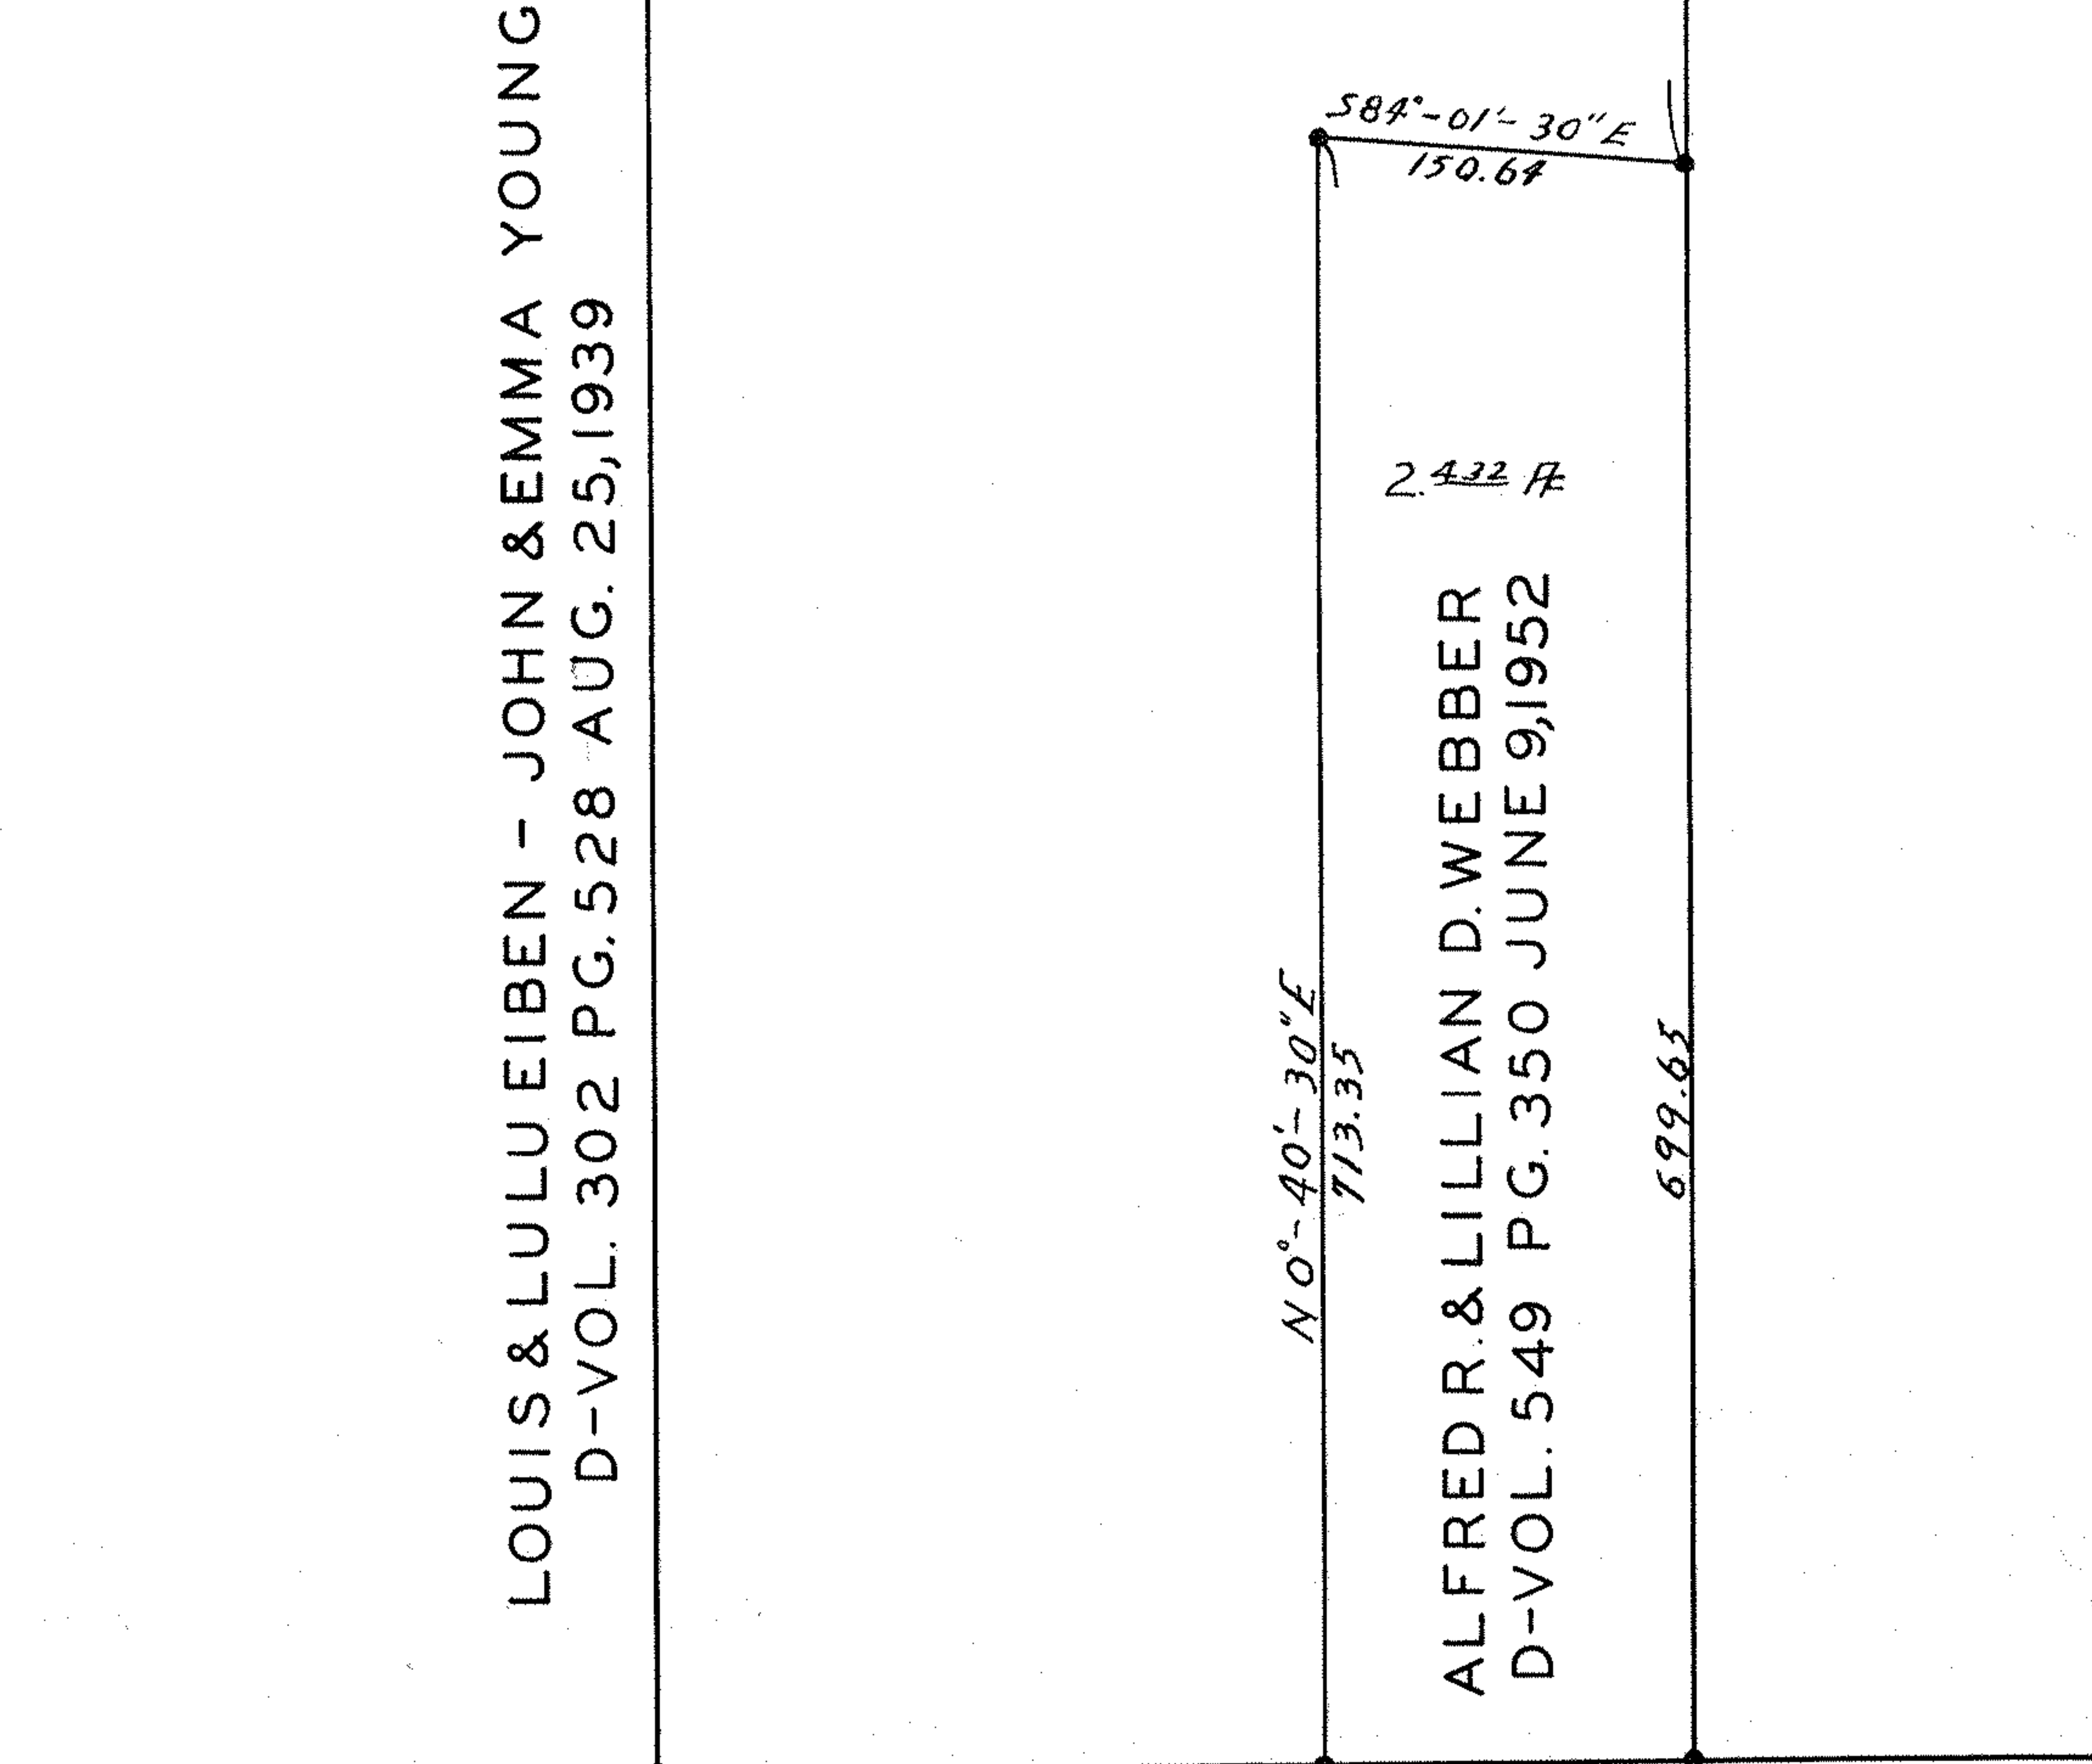 LOUIS & LULU EIBEN - JOHN & EMMA YOUNG
D-VOL. 302 PG. 528 AUG. 25, 1939
S84°-01'-30"E
150.64
2.432 Æ
N0°-40'-30"E
713.35
ALFRED R. & LILLIAN D. WEBBER
D-VOL. 549 PG. 350 JUNE 9, 1952
699.65